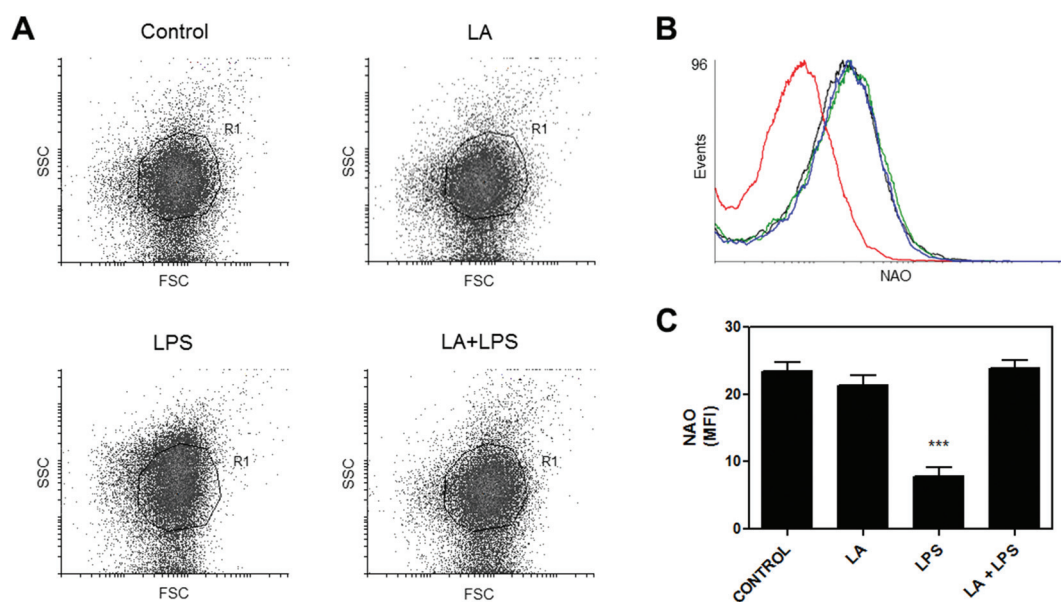 A
Control
LA
SSC
R1
FSC
SSC
R1
FSC
LPS
LA+LPS
SSC
R1
FSC
SSC
R1
FSC
B
96
Events
NAO
C
30
20
10
0
NAO
(MFI)
***
CONTROL
LA
LPS
LA + LPS